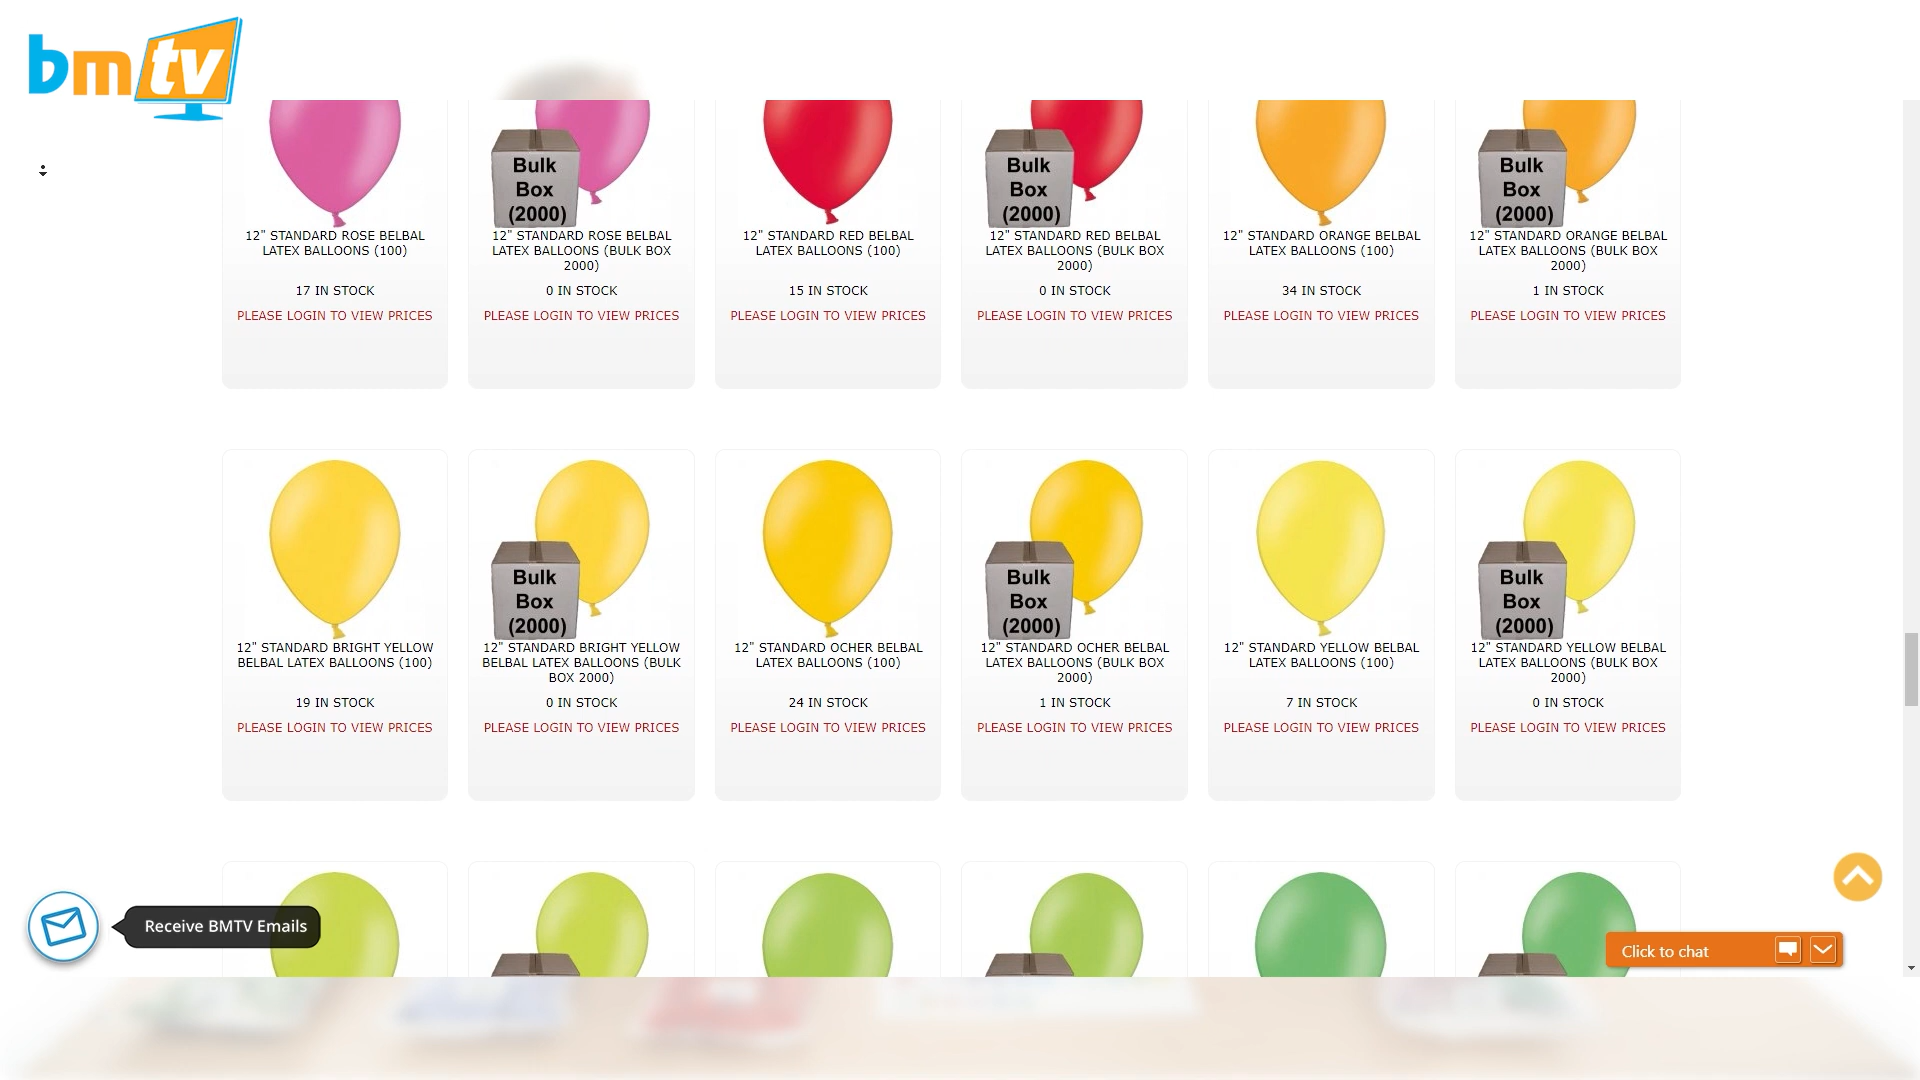 bmtv
Bulk
Box
(2000)
Bulk
Box
(2000)
Bulk
Box
(2000)
12" STANDARD ROSE BELBAL
LATEX BALLOONS (100)
17 IN STOCK
PLEASE LOGIN TO VIEW PRICES
12" STANDARD ROSE BELBAL
LATEX BALLOONS (BULK BOX
2000)
0 IN STOCK
PLEASE LOGIN TO VIEW PRICES
12" STANDARD RED BELBAL
LATEX BALLOONS (100)
15 IN STOCK
PLEASE LOGIN TO VIEW PRICES
12" STANDARD RED BELBAL
LATEX BALLOONS (BULK BOX
2000)
0 IN STOCK
PLEASE LOGIN TO VIEW PRICES
12" STANDARD ORANGE BELBAL
LATEX BALLOONS (100)
34 IN STOCK
PLEASE LOGIN TO VIEW PRICES
12" STANDARD ORANGE BELBAL
LATEX BALLOONS (BULK BOX
2000)
1 IN STOCK
PLEASE LOGIN TO VIEW PRICES
Bulk
Box
(2000)
Bulk
Box
(2000)
Bulk
Box
(2000)
12" STANDARD BRIGHT YELLOW
BELBAL LATEX BALLOONS (100)
19 IN STOCK
PLEASE LOGIN TO VIEW PRICES
12" STANDARD BRIGHT YELLOW
BELBAL LATEX BALLOONS (BULK
BOX 2000)
0 IN STOCK
PLEASE LOGIN TO VIEW PRICES
12" STANDARD OCHER BELBAL
LATEX BALLOONS (100)
24 IN STOCK
PLEASE LOGIN TO VIEW PRICES
12" STANDARD OCHER BELBAL
LATEX BALLOONS (BULK BOX
2000)
1 IN STOCK
PLEASE LOGIN TO VIEW PRICES
12" STANDARD YELLOW BELBAL
LATEX BALLOONS (100)
7 IN STOCK
PLEASE LOGIN TO VIEW PRICES
12" STANDARD YELLOW BELBAL
LATEX BALLOONS (BULK BOX
2000)
0 IN STOCK
PLEASE LOGIN TO VIEW PRICES
Receive BMTV Emails
Click to chat